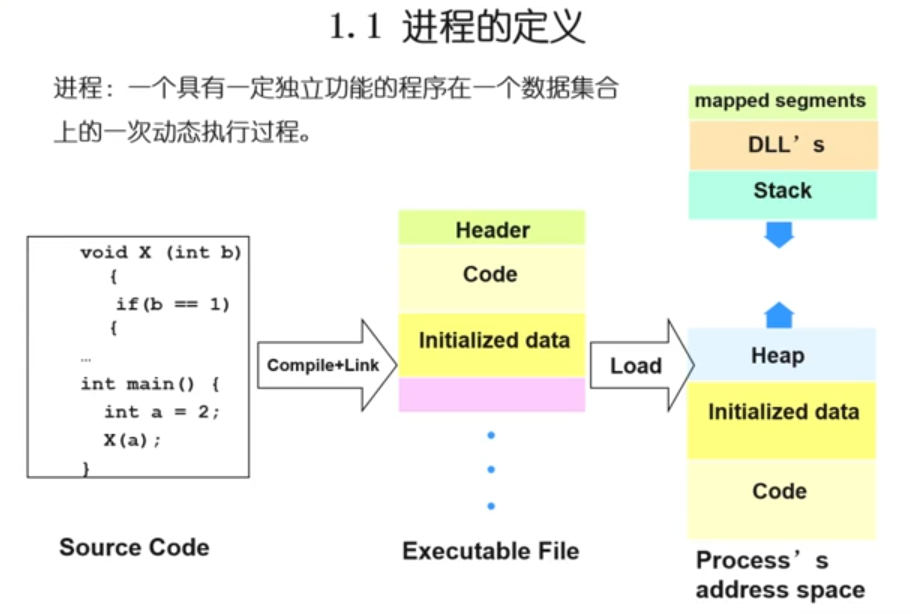 1.1 进程的定义
进程：一个具有一定独立功能的程序在一个数据集合
上的一次动态执行过程。
void X (int b)
{
if(b == 1)
{
…
int main() {
int a = 2;
X(a);
}
Source Code
Compile+Link
Header
Code
Initialized data
Executable File
Load
mapped segments
DLL’s
Stack
Heap
Initialized data
Code
Process’s
address space